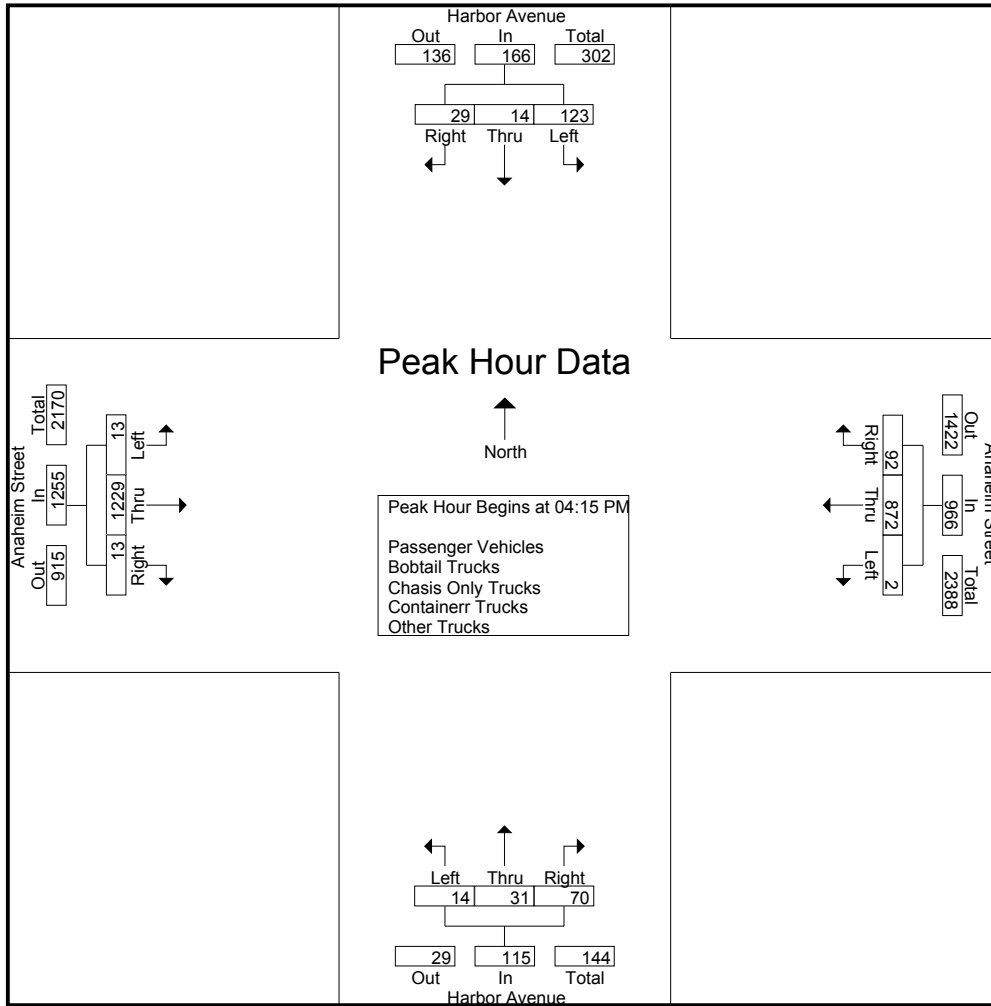 Harbor Avenue
Out In Total
136 166 302
29 14 123
Right Thru Left
Peak Hour Data
North
Peak Hour Begins at 04:15 PM
Passenger Vehicles
Bobtail Trucks
Chasis Only Trucks
Containerr Trucks
Other Trucks
Anaheim Street
Total In Out
2170 1255 915
13 1229 13
Left Thru Right
Anaheim Street
Out In Total
1422 966 2388
92 872 2
Right Thru Left
Left Thru Right
14 31 70
29 115 144
Out In Total
Harbor Avenue